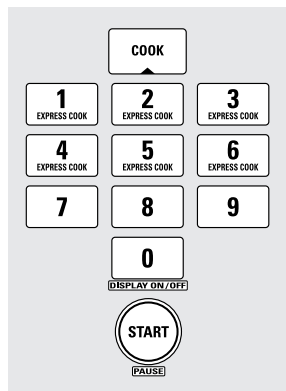 COOK
1 2 3
EXPRESS COOK EXPRESS COOK EXPRESS COOK
4 5 6
EXPRESS COOK EXPRESS COOK EXPRESS COOK
7 8 9
0
DISPLAY ON/OFF
START
PAUSE